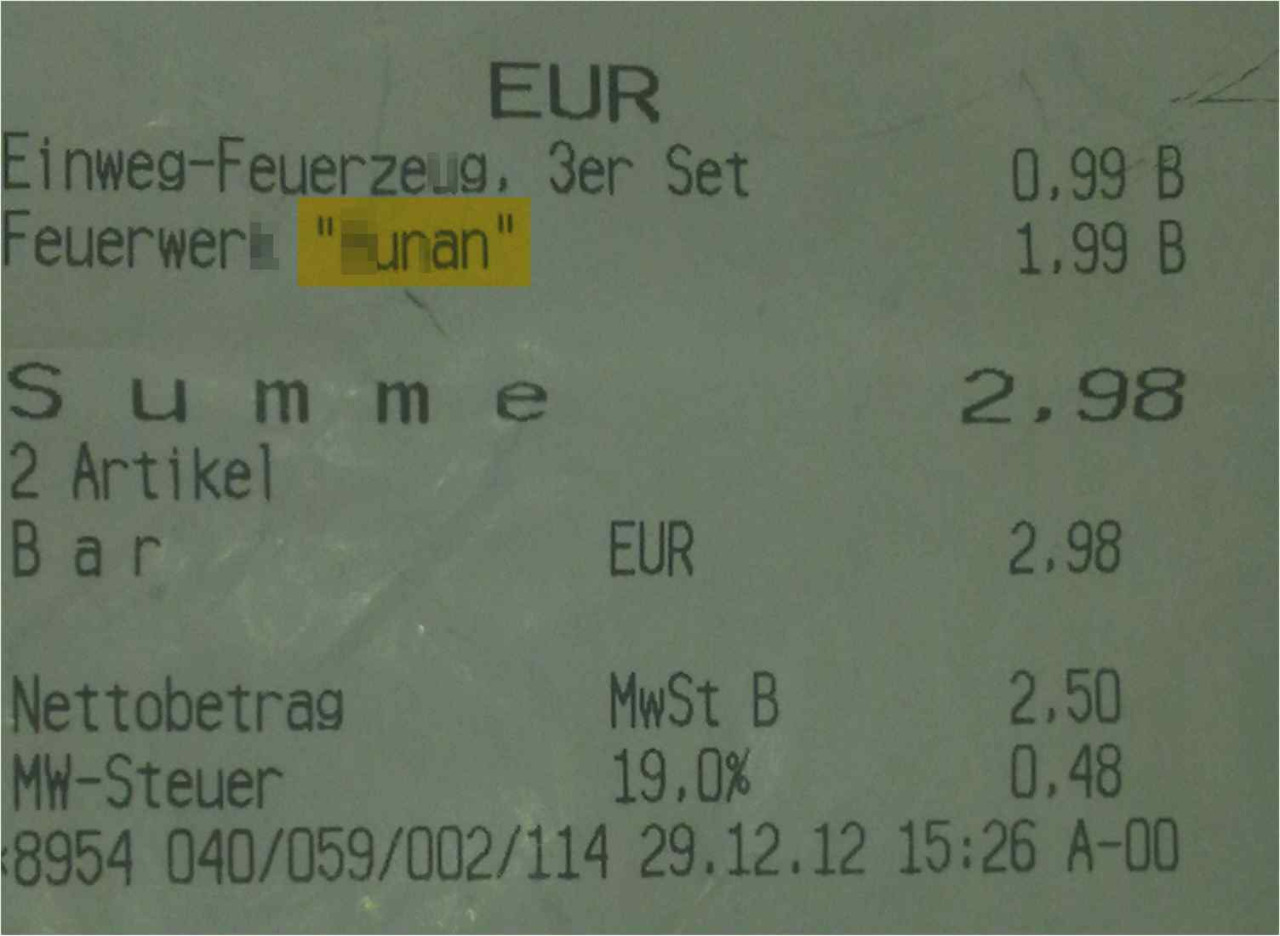 EUR
Einweg-Feuerzeug, 3er Set 0,99 B
Feuerwerk 1,99 B
Summe 2,98
2 Artikel
Bar EUR 2,98
Nettobetrag MwSt B 2,50
MW-Steuer 19,0% 0,48
8954 040/059/002/114 29.12.12 15:26 A-00